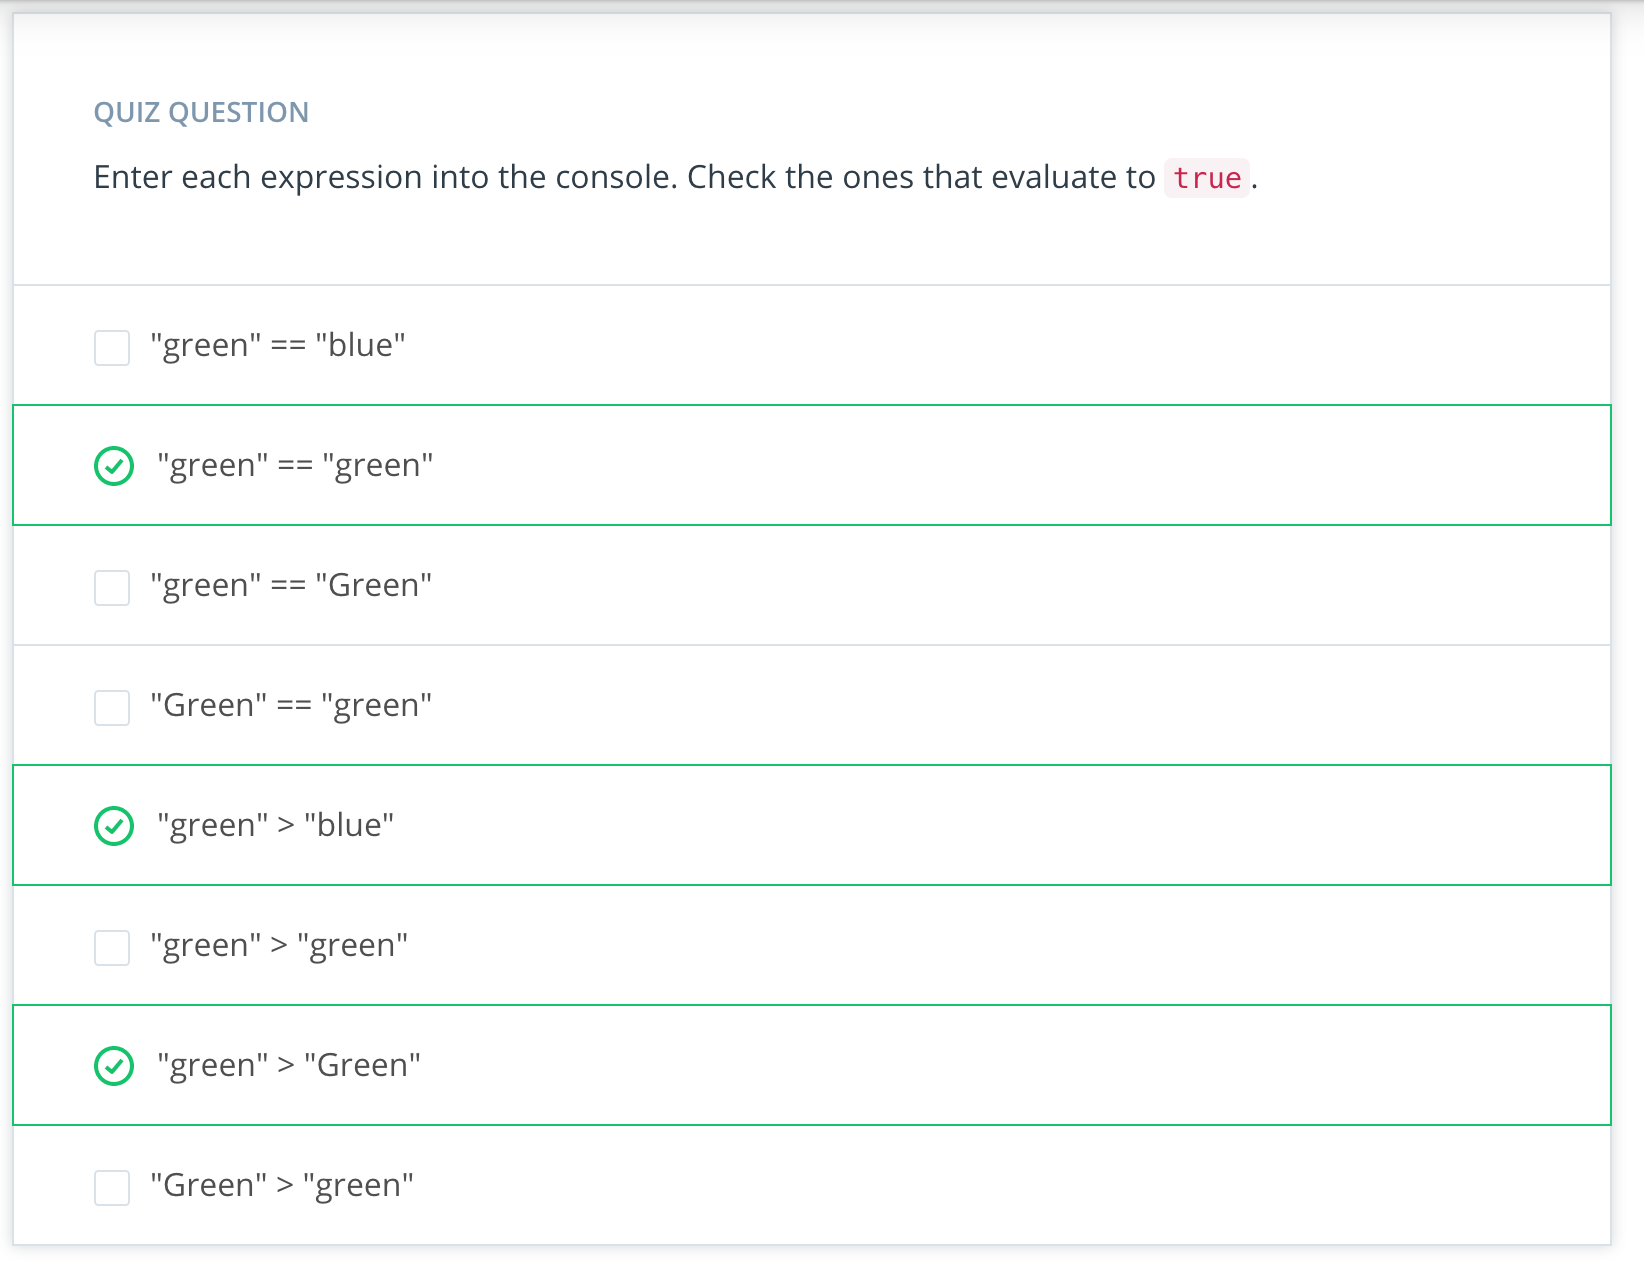 QUIZ QUESTION
Enter each expression into the console. Check the ones that evaluate to true.
"green" == "blue"
"green" == "green"
"green" == "Green"
"Green" == "green"
"green" > "blue"
"green" > "green"
"green" > "Green"
"Green" > "green"